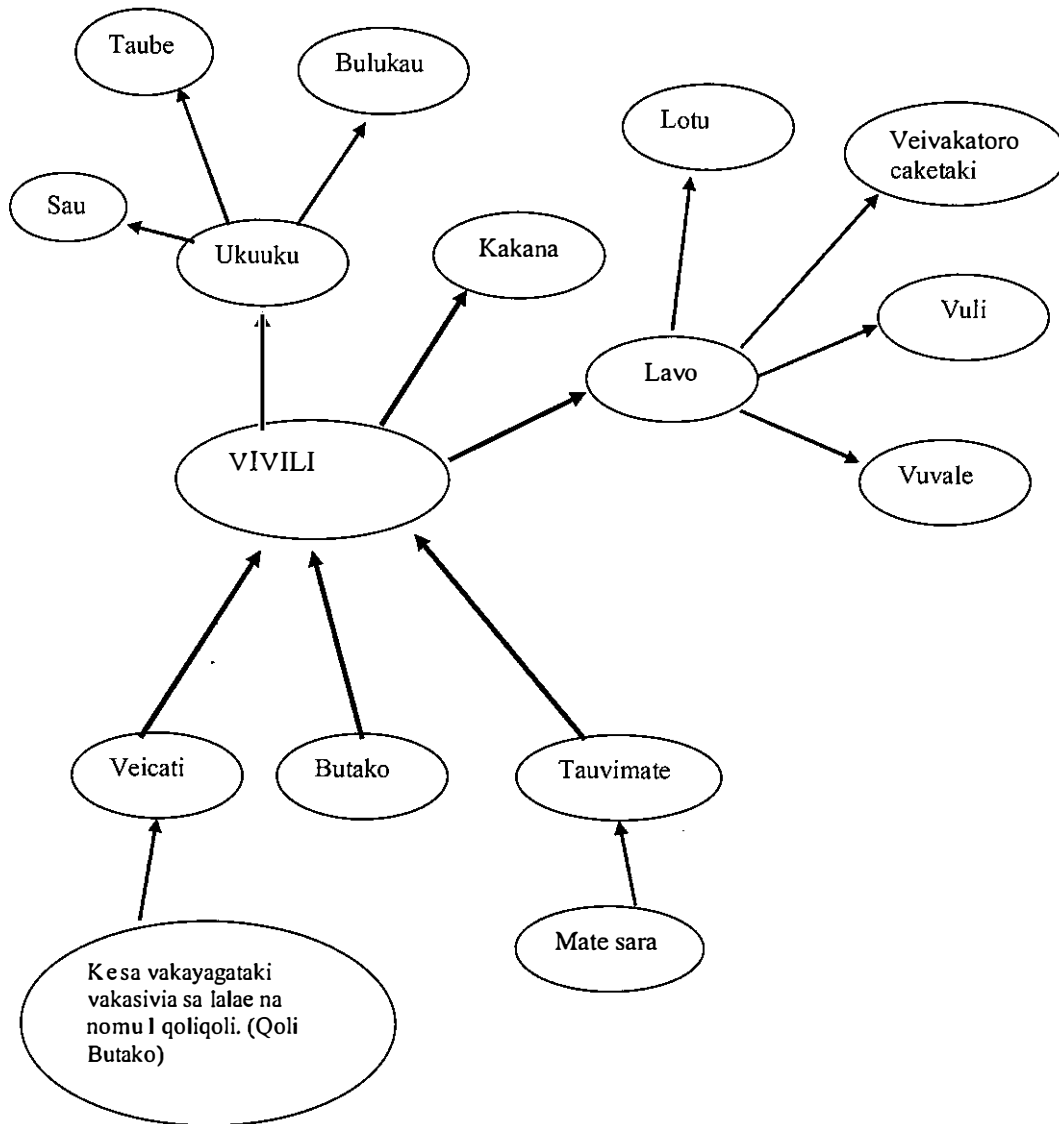 Taube
Bulukau
Lotu
Veivakatoro
caketaki
Sau
Ukuuku
Kakana
Vuli
Lavo
VIVILI
Vuvale
Veicati
Butako
Tauvimate
Mate sara
Kesa vakayagataki
vakasivia sa lalae na
nomu I qoliqoli. (Qoli
Butako)